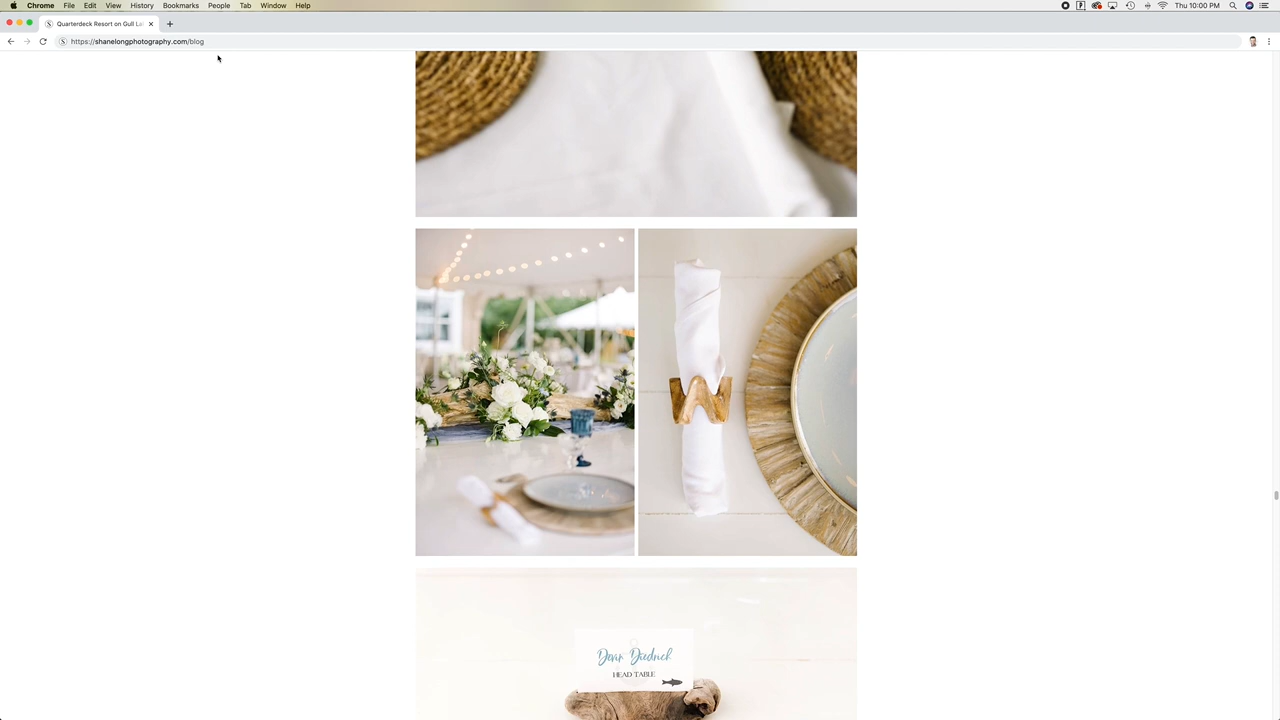 Chrome File Edit View History Bookmarks People Tab Window Help
Thu 10:00 PM
Quarterdeck Resort on Gull La
https://shanelongphotography.com/blog
HEAD TABLE